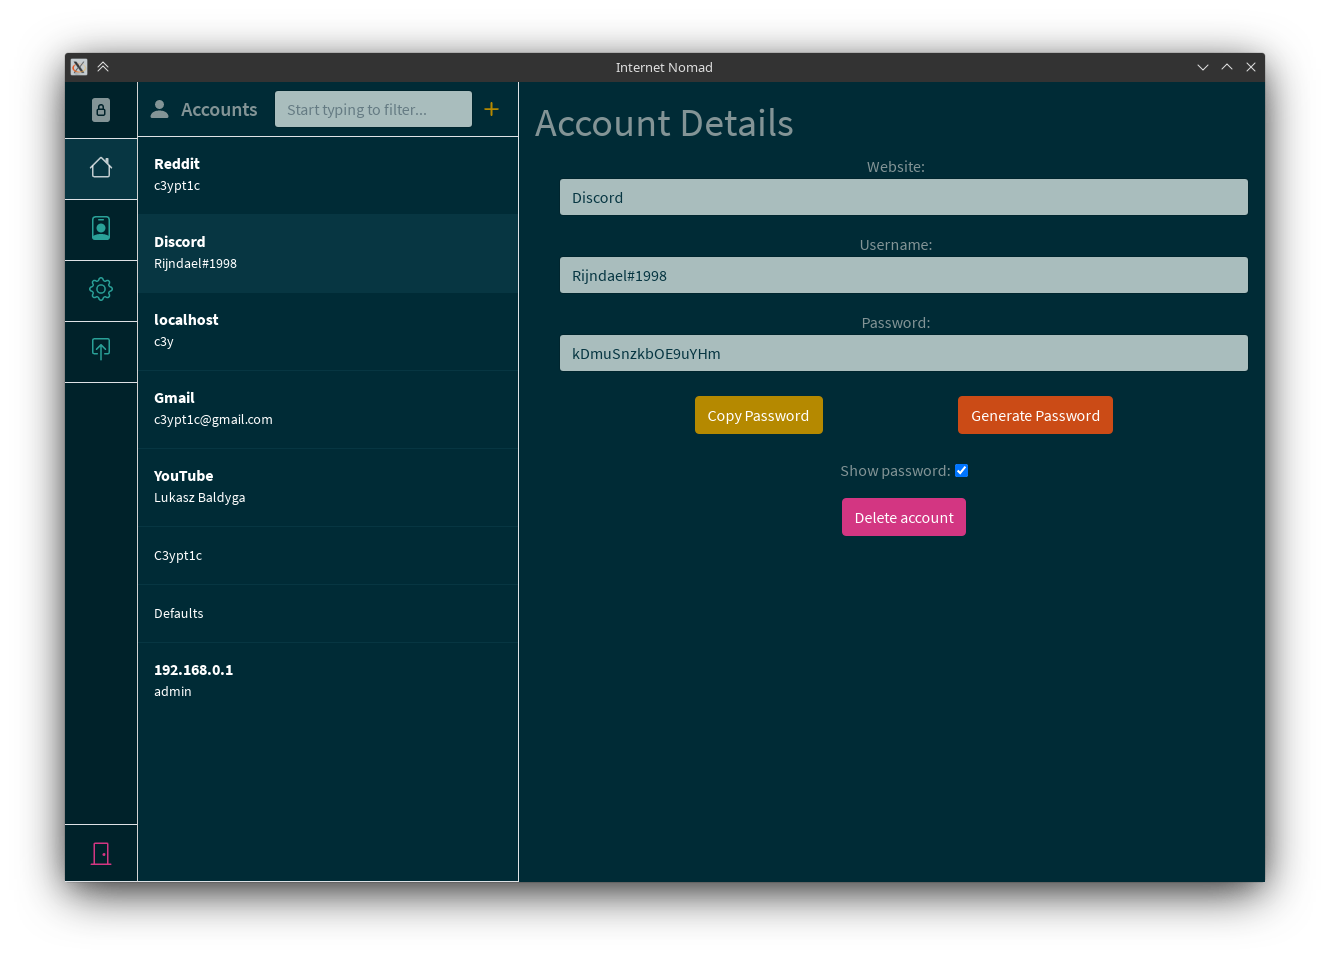 Internet Nomad
Accounts
Start typing to filter...
Reddit
c3ypt1c
Discord
Rijndael#1998
localhost
c3y
Gmail
c3ypt1c@gmail.com
YouTube
Lukasz Baldyga
C3ypt1c
Defaults
192.168.0.1
admin
Account Details
Website:
Discord
Username:
Rijndael#1998
Password:
kDmuSnzkbOE9uYHm
Copy Password
Generate Password
Show password:
Delete account